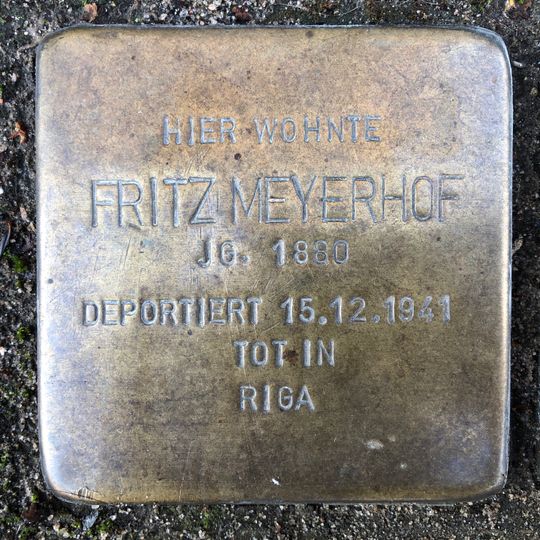 HIER WOHNTE
FRITZ MEYERHOF
JG. 1880
DEPORTIERT 15.12.1941
TOT IN
RIGA